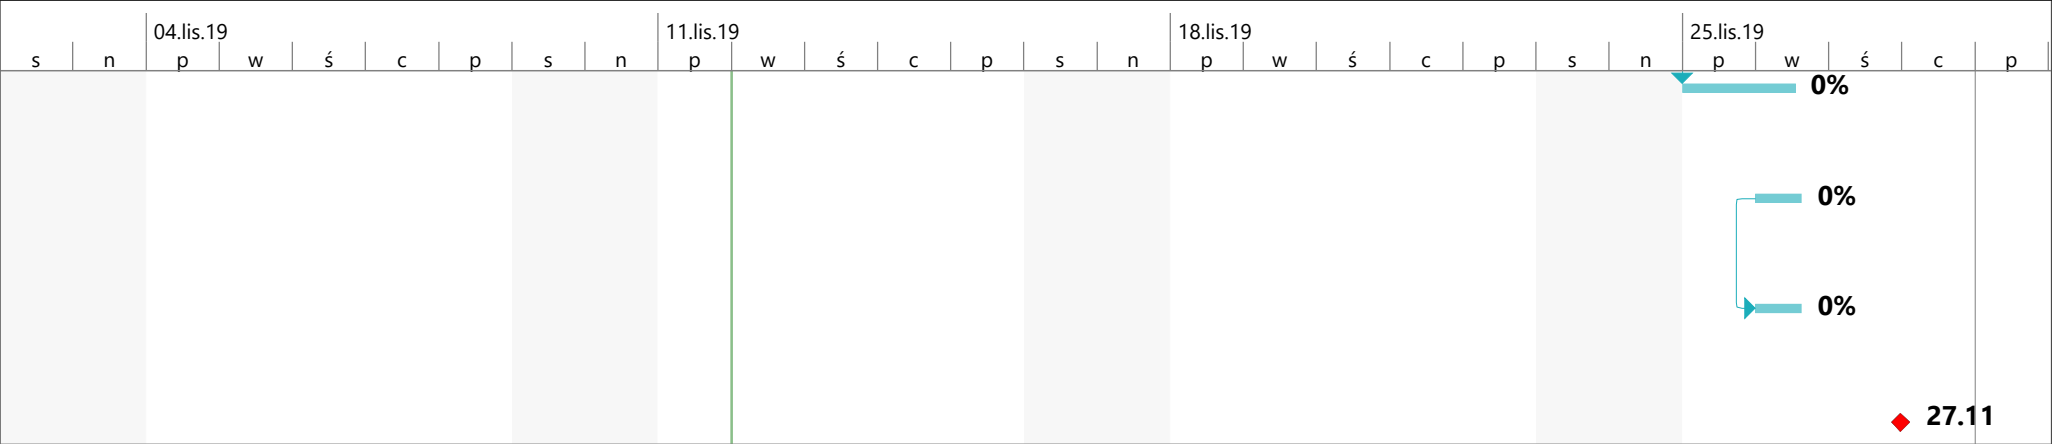 04.lis.19 11.lis.19 18.lis.19 25.lis.19
s n p w ś c p s n p w ś c p s n p w ś c p s n p w ś c p
0%
0%
0%
27.11